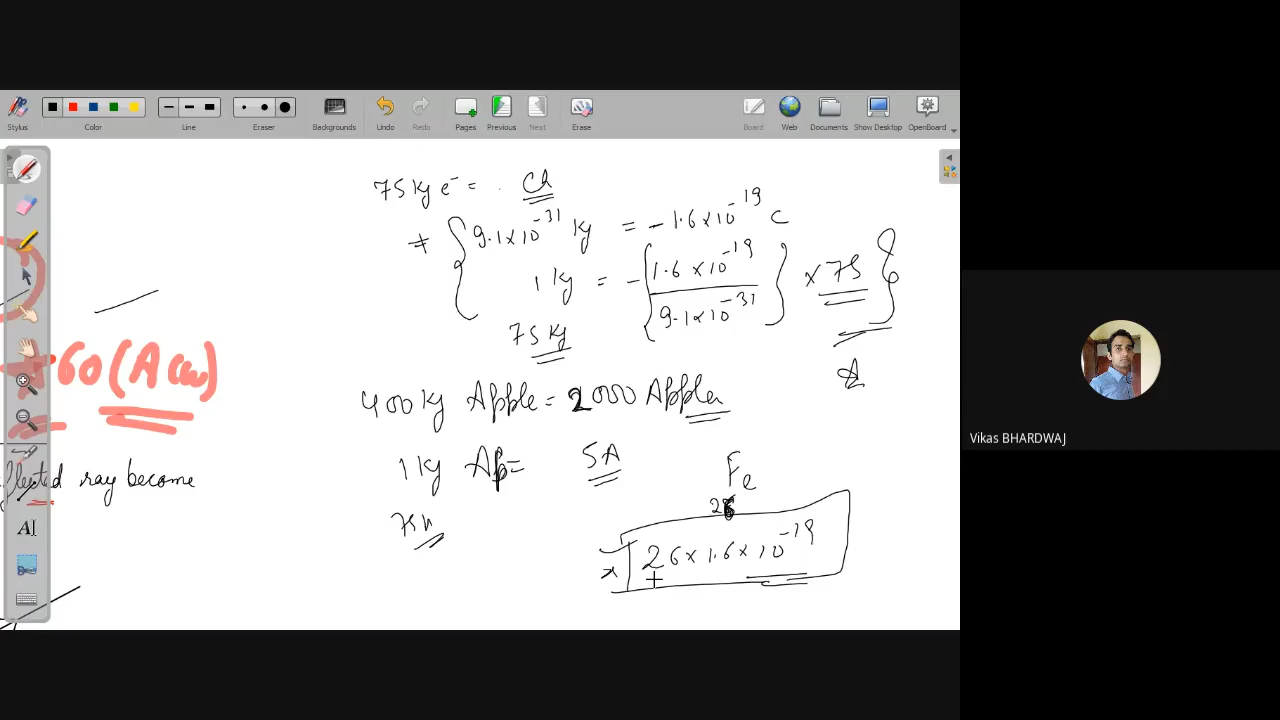 Stylus Color Line Eraser Backgrounds Undo Redo Pages Previous Next Erase Board Web Documents Show Desktop OpenBoard
75 Kg e⁻ = Ch
* 9.1×10⁻³¹ Kg = -1.6×10⁻¹⁹ C
1 Kg = -{1.6×10⁻¹⁹ / 9.1×10⁻³¹} × 75
75 Kg
60 (A cw)
400 Kg Apple = 2000 Apples
1 Kg Ap = 5A
Fe
26
ray become
75 K
26 × 1.6 × 10⁻¹⁹
Vikas BHARDWAJ